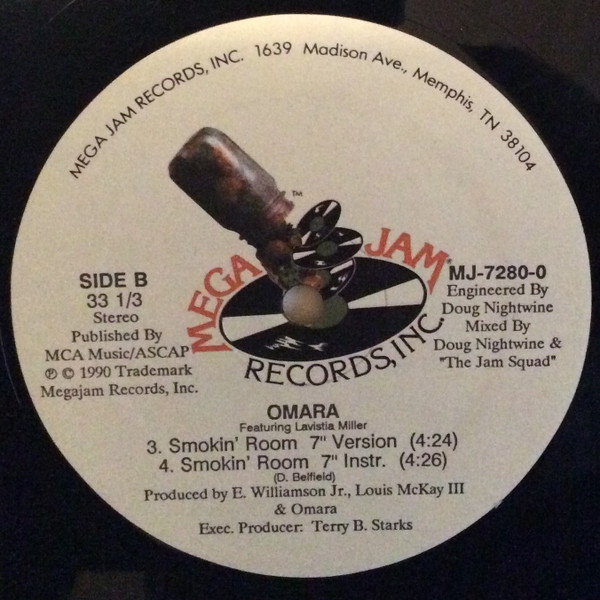 MEGA JAM RECORDS, INC. 1639 Madison Ave., Memphis, TN 38104
TM
MEGA JAM
RECORDS, INC.
SIDE B
33 1/3
Stereo
Published By
MCA Music/ASCAP
℗ © 1990 Trademark
Megajam Records, Inc.
MJ-7280-0
Engineered By
Doug Nightwine
Mixed By
Doug Nightwine &
"The Jam Squad"
OMARA
Featuring Lavistia Miller
3. Smokin' Room 7" Version (4:24)
4. Smokin' Room 7" Instr. (4:26)
(D. Belfield)
Produced by E. Williamson Jr., Louis McKay III
& Omara
Exec. Producer: Terry B. Starks